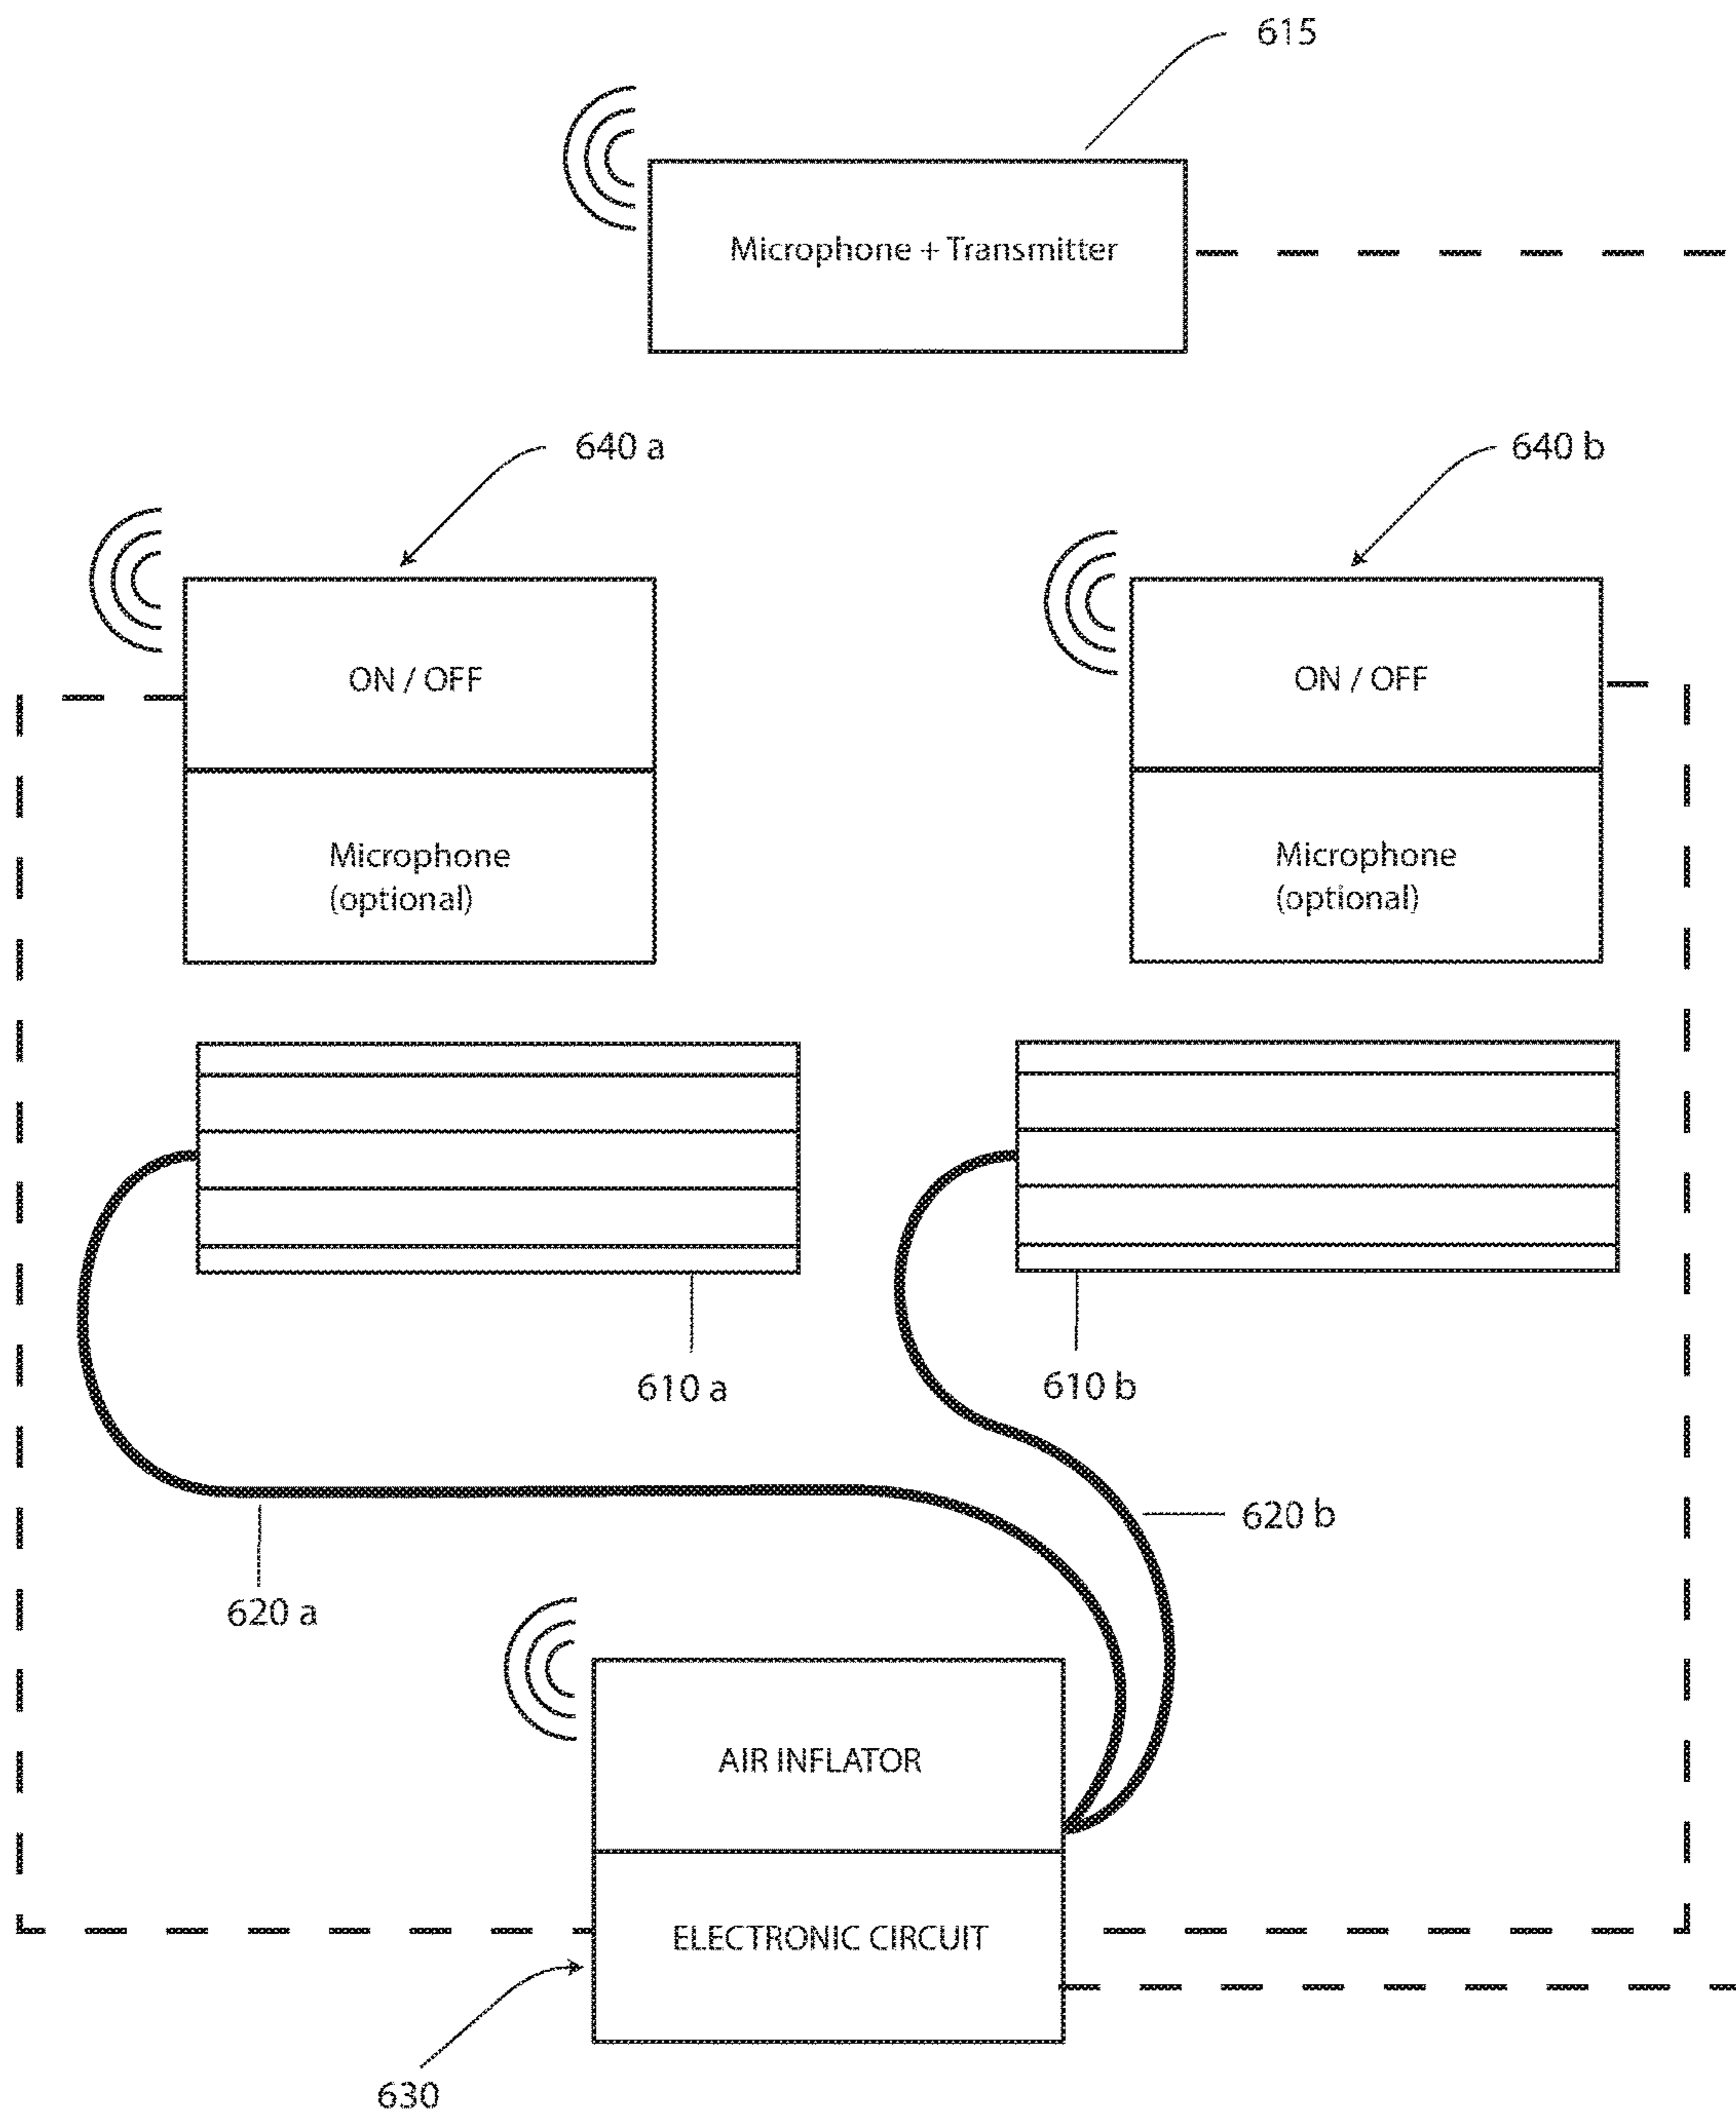 615
Microphone + Transmitter
640 a
640 b
ON / OFF
ON / OFF
Microphone
(optional)
Microphone
(optional)
610 a
610 b
620 b
620 a
AIR INFLATOR
ELECTRONIC CIRCUIT
630